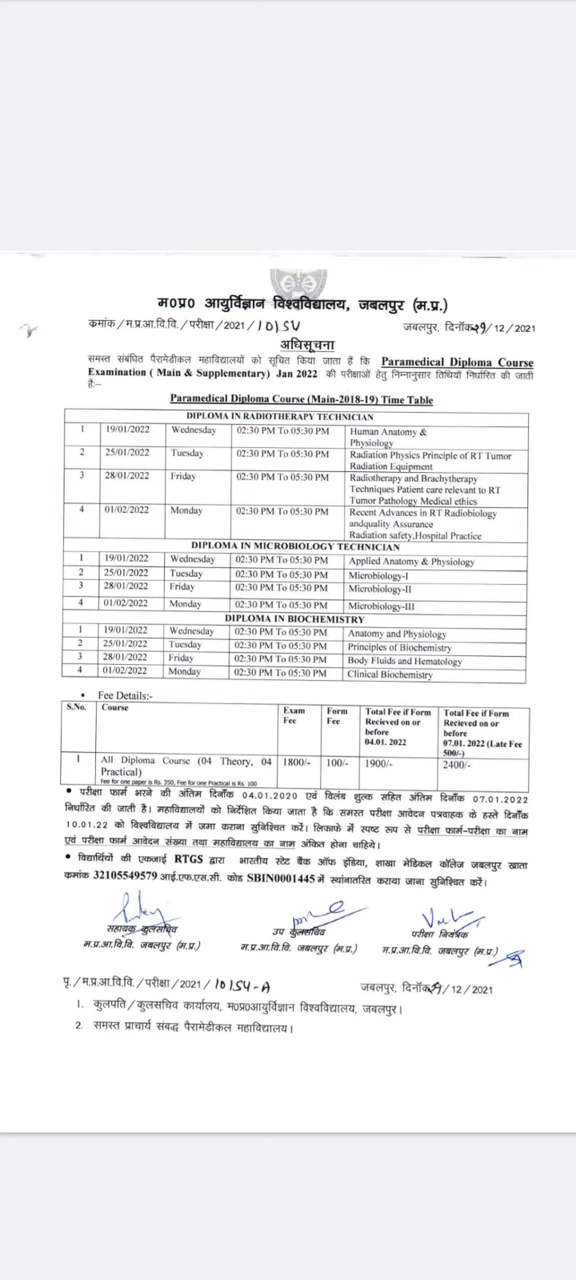 म0प्र0 आयुर्विज्ञान विश्वविद्यालय, जबलपुर (म.प्र.)
क्रमांक/म.प्र.आ.वि.वि./परीक्षा/2021/10154 जबलपुर, दिनॉंक 29/12/2021
अधिसूचना
समस्त संबंधित पैरामेडीकल महाविद्यालयों को सूचित किया जाता हैं कि Paramedical Diploma Course
Examination ( Main & Supplementary) Jan 2022 की परीक्षाओं हेतु निम्नानुसार तिथियॉं निर्धारित की जाती
है:–
Paramedical Diploma Course (Main-2018-19) Time Table
DIPLOMA IN RADIOTHERAPY TECHNICIAN
1 19/01/2022 Wednesday 02:30 PM To 05:30 PM Human Anatomy &
Physiology
2 25/01/2022 Tuesday 02:30 PM To 05:30 PM Radiation Physics Principle of RT Tumor
Radiation Equipment
3 28/01/2022 Friday 02:30 PM To 05:30 PM Radiotherapy and Brachytherapy
Techniques Patient care relevant to RT
Tumor Pathology Medical ethics
4 01/02/2022 Monday 02:30 PM To 05:30 PM Recent Advances in RT Radiobiology
andquality Assurance
Radiation safety,Hospital Practice
DIPLOMA IN MICROBIOLOGY TECHNICIAN
1 19/01/2022 Wednesday 02:30 PM To 05:30 PM Applied Anatomy & Physiology
2 25/01/2022 Tuesday 02:30 PM To 05:30 PM Microbiology-I
3 28/01/2022 Friday 02:30 PM To 05:30 PM Microbiology-II
4 01/02/2022 Monday 02:30 PM To 05:30 PM Microbiology-III
DIPLOMA IN BIOCHEMISTRY
1 19/01/2022 Wednesday 02:30 PM To 05:30 PM Anatomy and Physiology
2 25/01/2022 Tuesday 02:30 PM To 05:30 PM Principles of Biochemistry
3 28/01/2022 Friday 02:30 PM To 05:30 PM Body Fluids and Hematology
4 01/02/2022 Monday 02:30 PM To 05:30 PM Clinical Biochemistry
• Fee Details:-
S.No. Course Exam Form Total Fee if Form Total Fee if Form
Fee Fee Recieved on or Recieved on or
before before
04.01. 2022 07.01. 2022 (Late Fee
500/-)
1 All Diploma Course (04 Theory, 04 1800/- 100/- 1900/- 2400/-
Practical)
Fee for one paper is Rs. 350, Fee for one Practical is Rs. 100
• परीक्षा फार्म भरने की अंतिम दिनॉंक 04.01.2020 एवं विलंब शुल्क सहित अंतिम दिनॉंक 07.01.2022
निर्धारित की जाती है। महाविद्यालयों को निर्देशित किया जाता है कि समस्त परीक्षा आवेदन पत्रवाहक के हस्ते दिनॉंक
10.01.22 को विश्वविद्यालय में जमा कराना सुनिश्चित करें। लिफाफे में स्पष्ट रूप से परीक्षा फार्म-परीक्षा का नाम
एवं परीक्षा फार्म आवेदन संख्या तथा महाविद्यालय का नाम अंकित होना चाहिये।
• विद्यार्थियों की एकजाई RTGS द्वारा भारतीय स्टेट बैंक ऑफ इंडिया, शाखा मेडिकल कॉलेज जबलपुर खाता
क्रमांक 32105549579 आई.एफ.एस.सी. कोड SBIN0001445 में स्थांनातरित कराया जाना सुनिश्चित करें।
सहायक कुलसचिव उप कुलसचिव परीक्षा नियंत्रक
म.प्र.आ.वि.वि. जबलपुर (म.प्र.) म.प्र.आ.वि.वि. जबलपुर (म.प्र.) म.प्र.आ.वि.वि. जबलपुर (म.प्र.)
पृ./म.प्र.आ.वि.वि./परीक्षा/2021/10154-A जबलपुर, दिनॉंक 29/12/2021
1. कुलपति/कुलसचिव कार्यालय, म0प्र0आयुर्विज्ञान विश्वविद्यालय, जबलपुर।
2. समस्त प्राचार्य संबद्ध पैरामेडीकल महाविद्यालय।